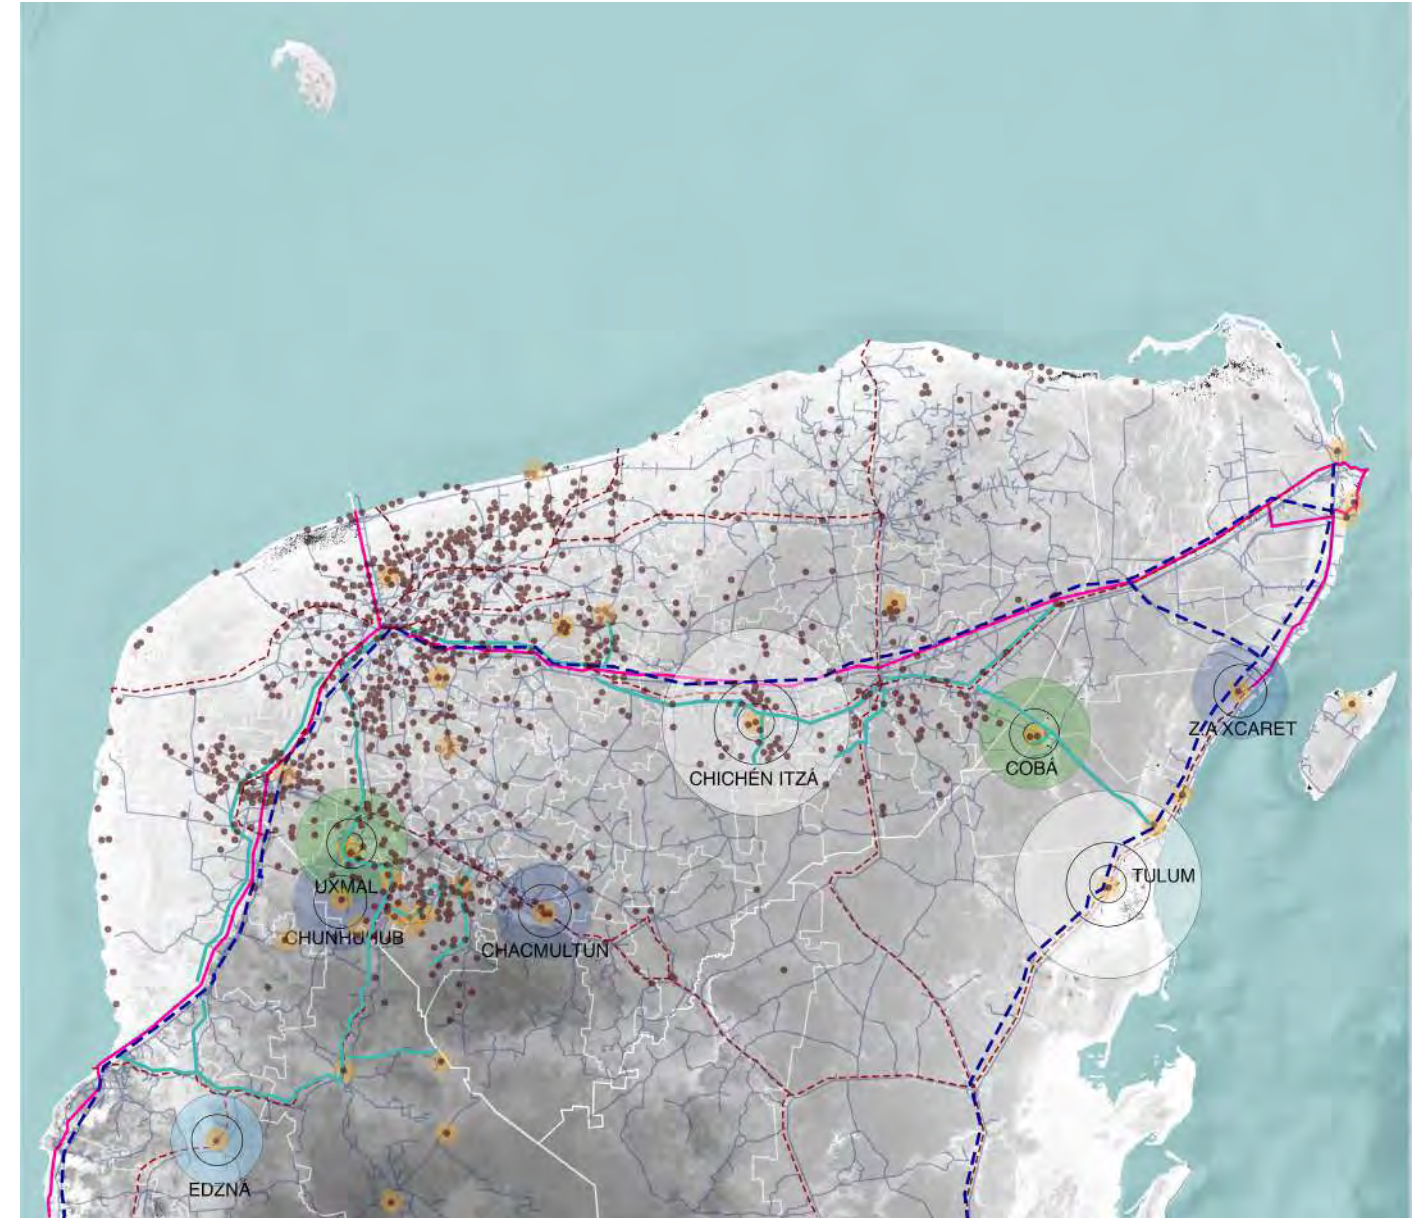 Z/A XCARET
COBÁ
CHICHÉN ITZÁ
TULUM
UXMAL
CHUNHUHUB
CHACMULTUN
EDZNÁ